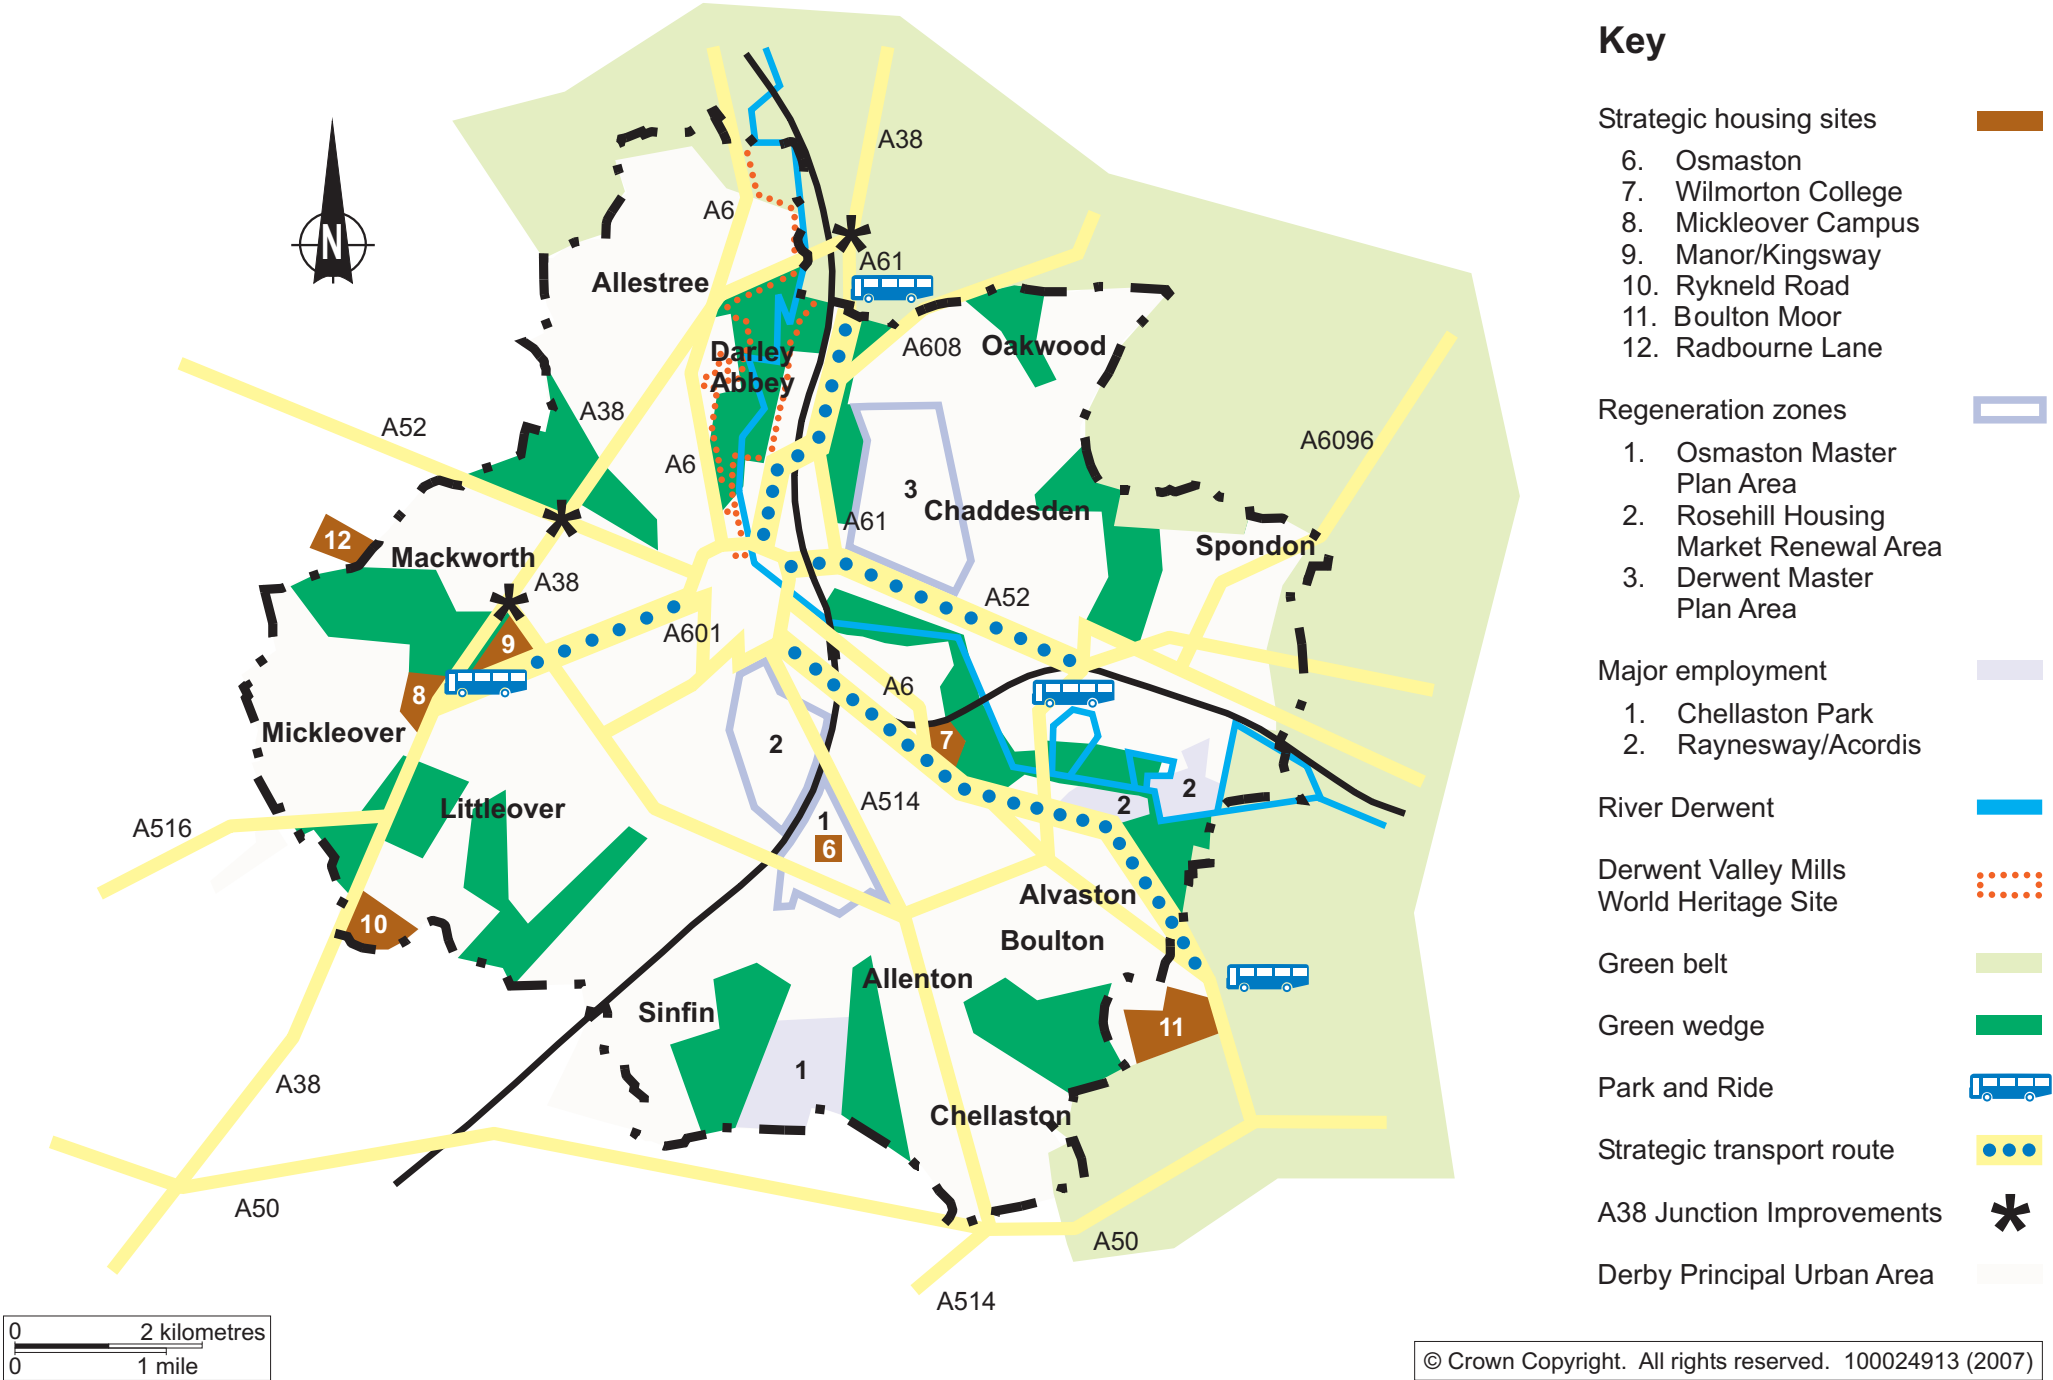 A38
A6
A61
Allestree
A608
Oakwood
Darley
Abbey
A38
A52
A6
A6096
3
Chaddesden
A61
Spondon
12
Mackworth
A38
A52
9
A601
8
A6
Mickleover
2
7
2
2
A514
Littleover
A516
1
6
Alvaston
10
Boulton
Allenton
Sinfin
11
1
A38
Chellaston
A50
A50
A514
N
0 2 kilometres
0 1 mile
Key
Strategic housing sites
6. Osmaston
7. Wilmorton College
8. Mickleover Campus
9. Manor/Kingsway
10. Rykneld Road
11. Boulton Moor
12. Radbourne Lane
Regeneration zones
1. Osmaston Master
Plan Area
2. Rosehill Housing
Market Renewal Area
3. Derwent Master
Plan Area
Major employment
1. Chellaston Park
2. Raynesway/Acordis
River Derwent
Derwent Valley Mills
World Heritage Site
Green belt
Green wedge
Park and Ride
Strategic transport route
A38 Junction Improvements
Derby Principal Urban Area
© Crown Copyright. All rights reserved. 100024913 (2007)